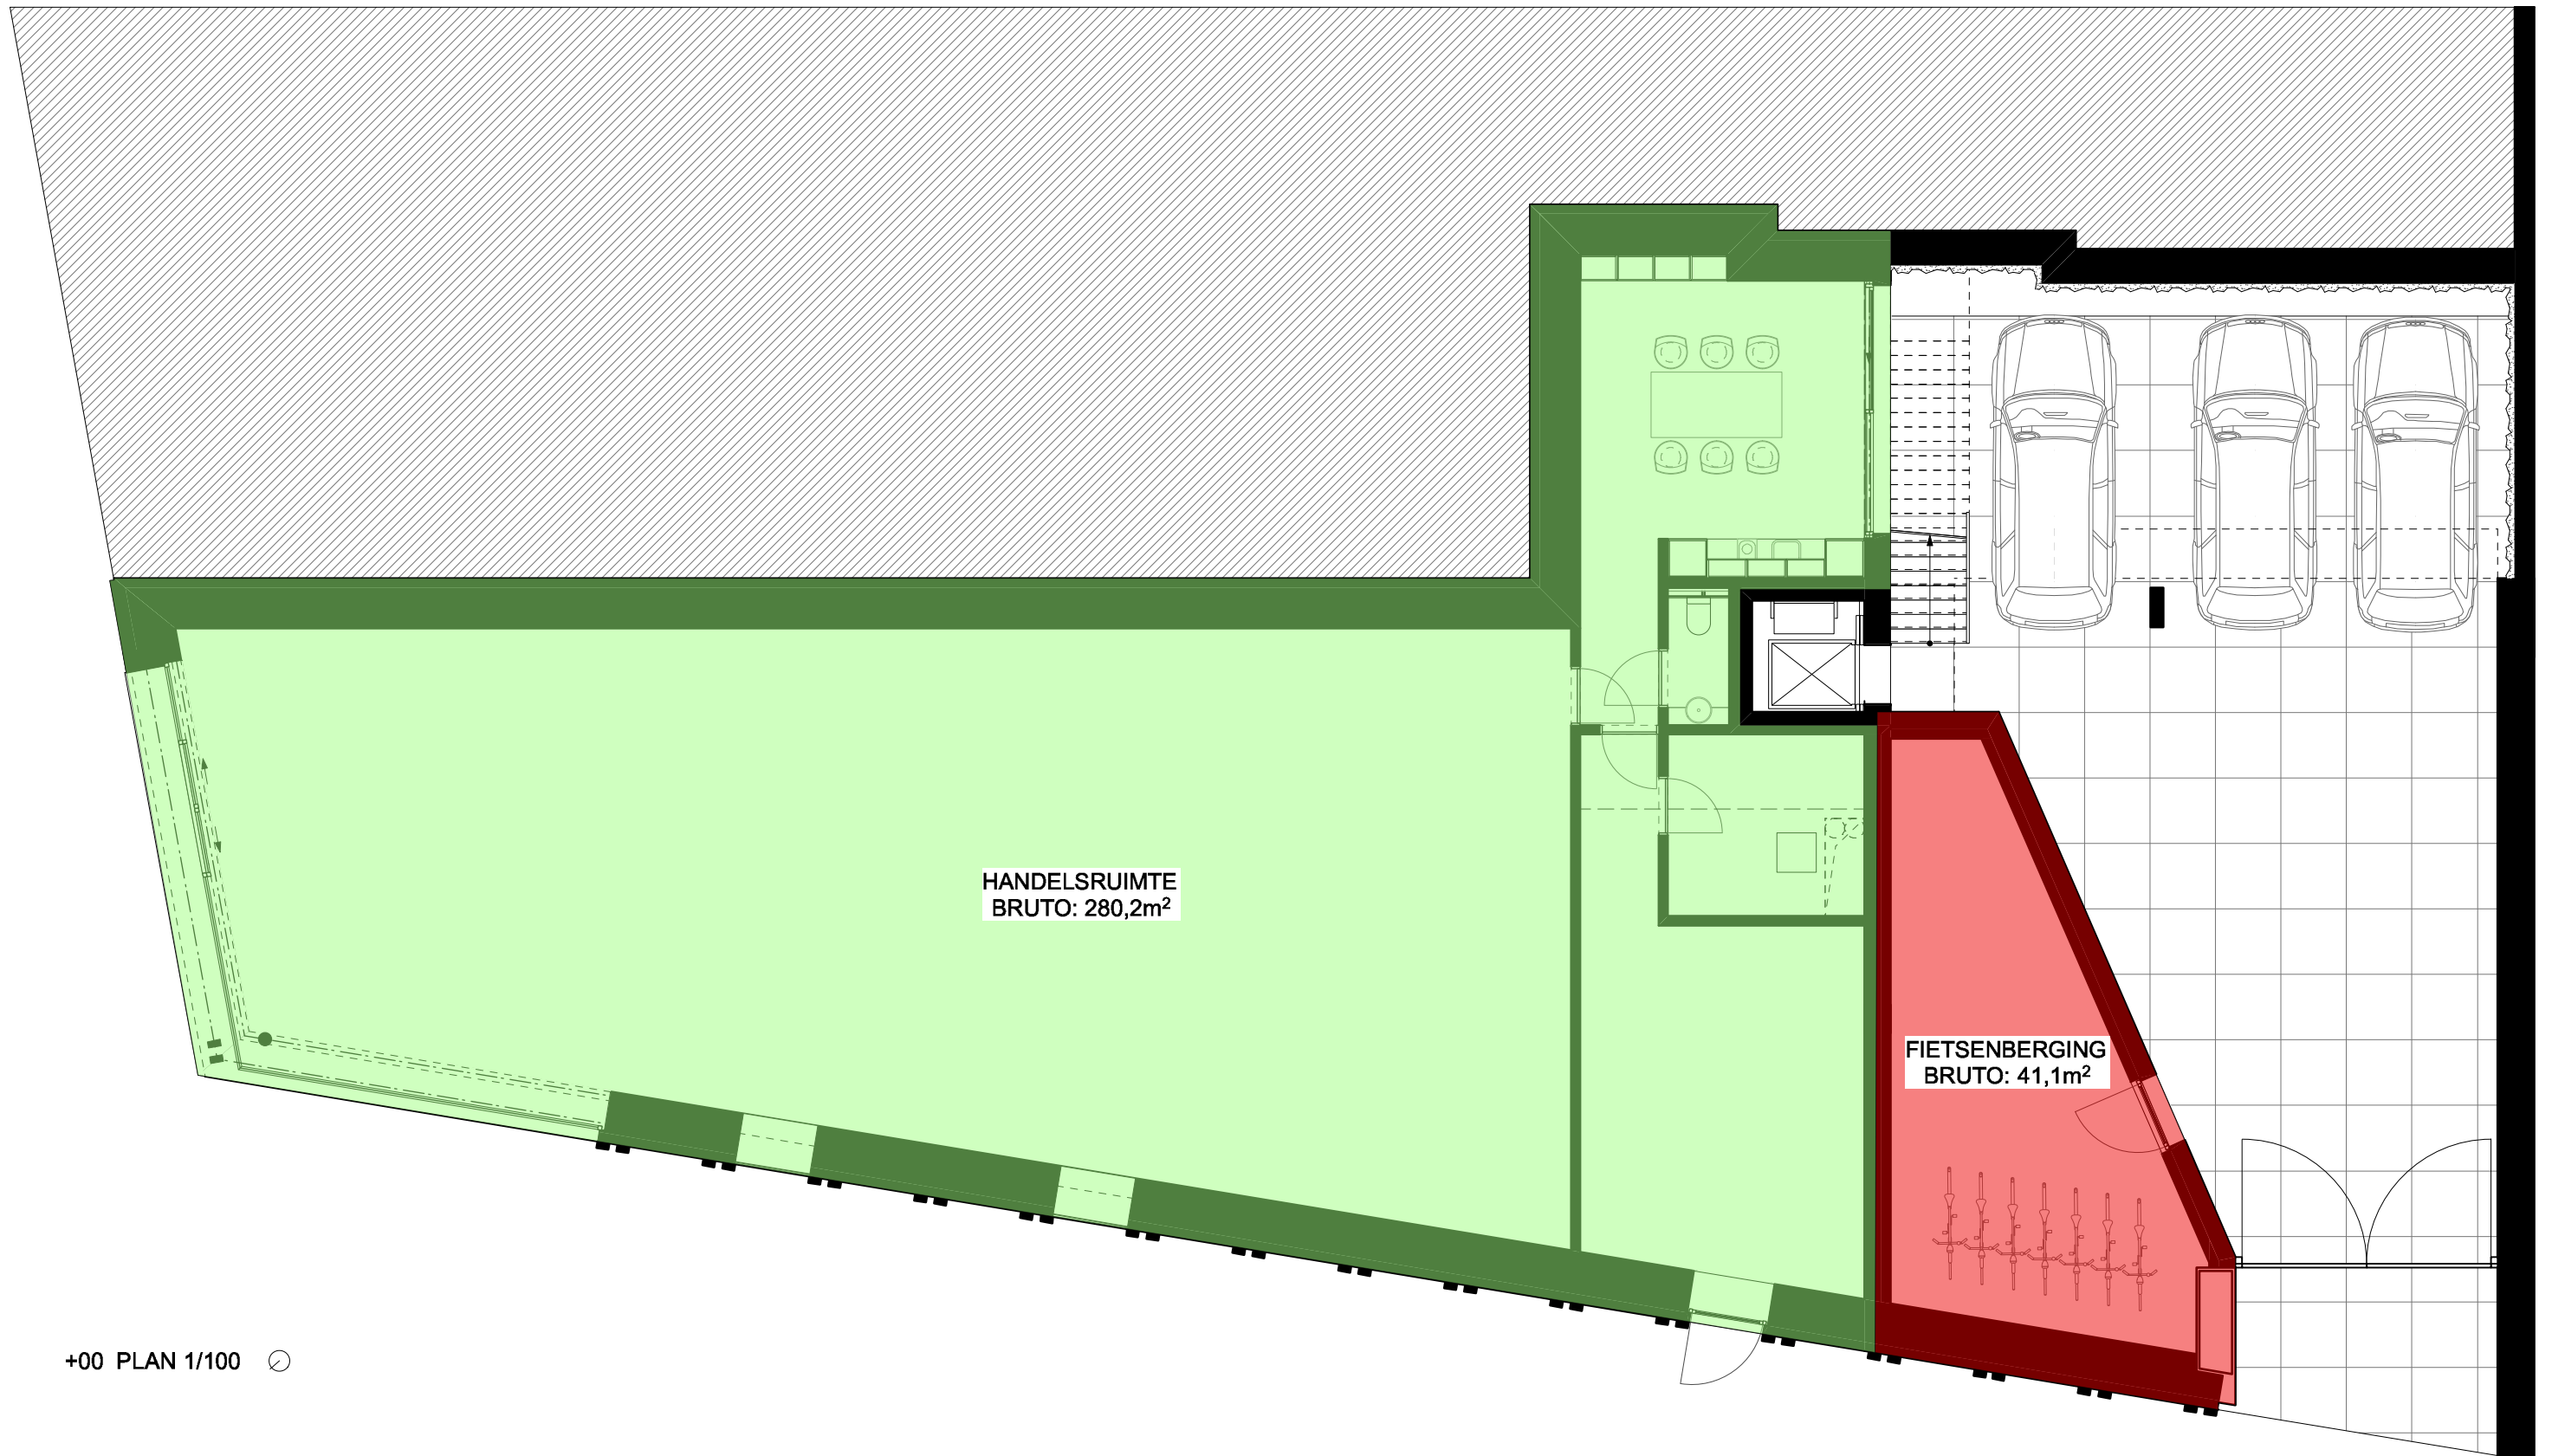 HANDELSRUIMTE
BRUTO: 280,2m²
FIETSENBERGING
BRUTO: 41,1m²
+00 PLAN 1/100